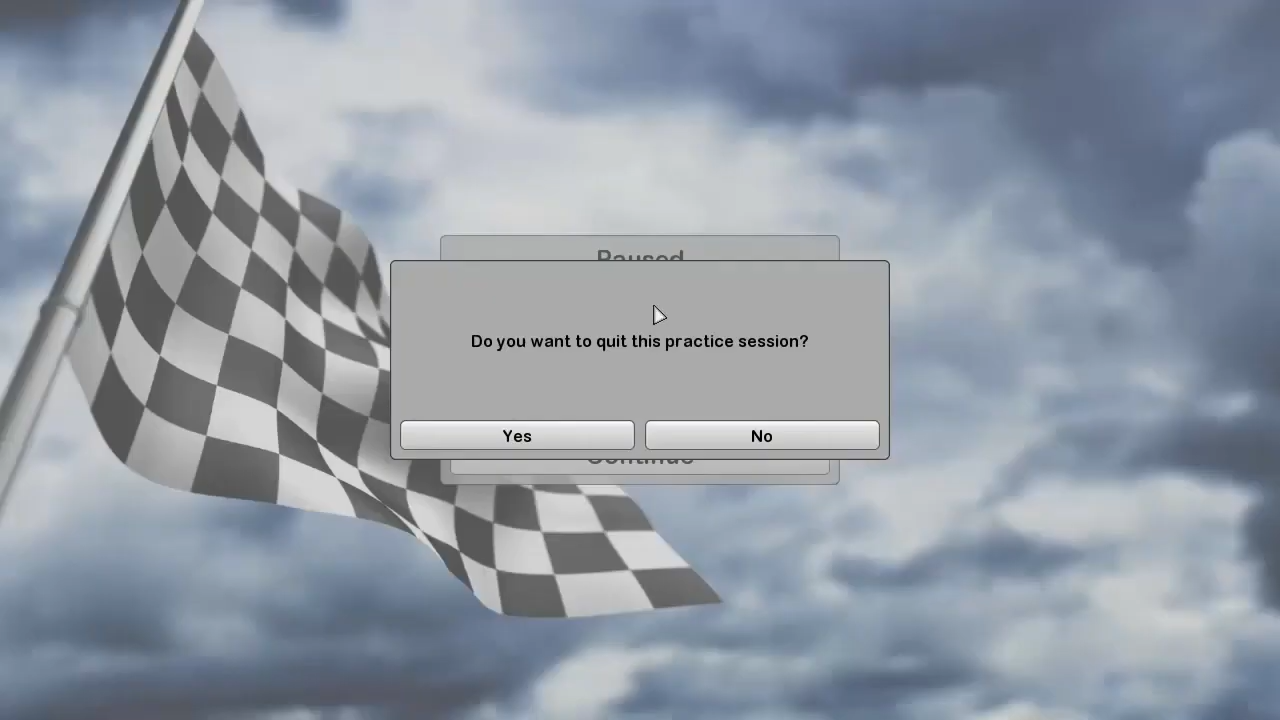 Paused
Do you want to quit this practice session?
Yes
No
Continue